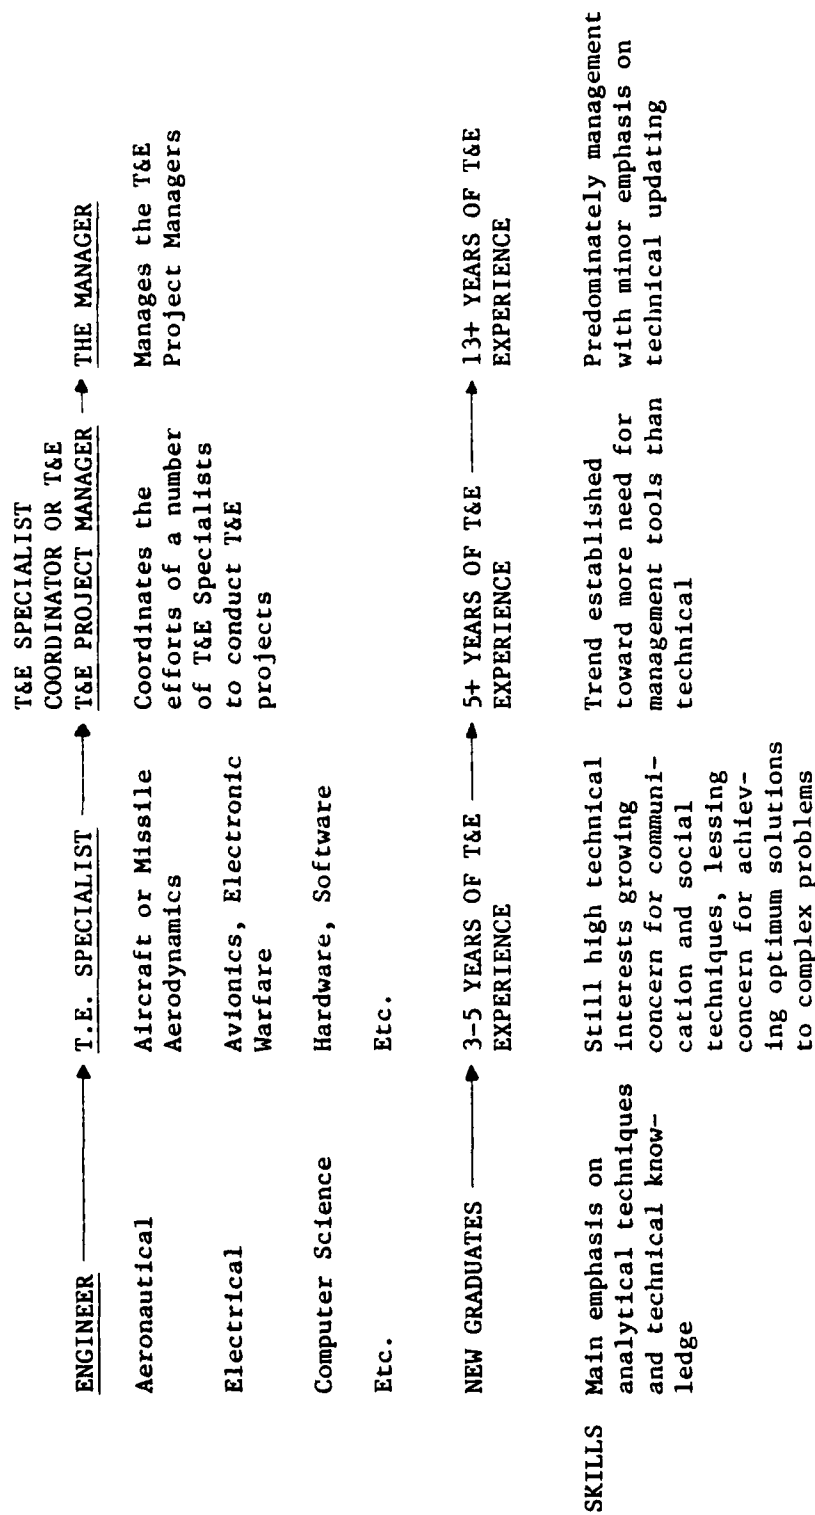 T&E SPECIALIST
COORDINATOR OR T&E
ENGINEER
T.E. SPECIALIST
T&E PROJECT MANAGER
THE MANAGER
Aeronautical
Aircraft or Missile
Aerodynamics
Coordinates the
efforts of a number
of T&E Specialists
to conduct T&E
projects
Manages the T&E
Project Managers
Electrical
Avionics, Electronic
Warfare
Computer Science
Hardware, Software
Etc.
Etc.
NEW GRADUATES
3-5 YEARS OF T&E
EXPERIENCE
5+ YEARS OF T&E
EXPERIENCE
13+ YEARS OF T&E
EXPERIENCE
SKILLS
Main emphasis on
analytical techniques
and technical know-
ledge
Still high technical
interests growing
concern for communi-
cation and social
techniques, lessing
concern for achiev-
ing optimum solutions
to complex problems
Trend established
toward more need for
management tools than
technical
Predominately management
with minor emphasis on
technical updating